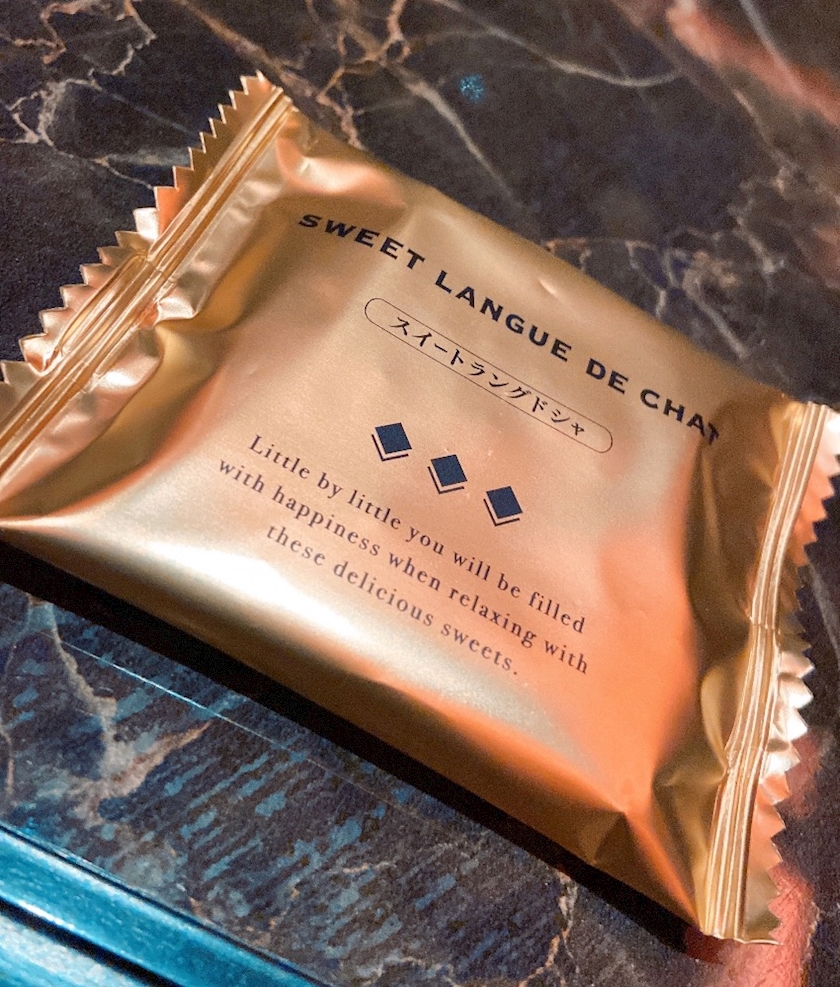 SWEET LANGUE DE CHAT
スイートラングドシャ
Little by little you will be filled
with happiness when relaxing with
these delicious sweets.